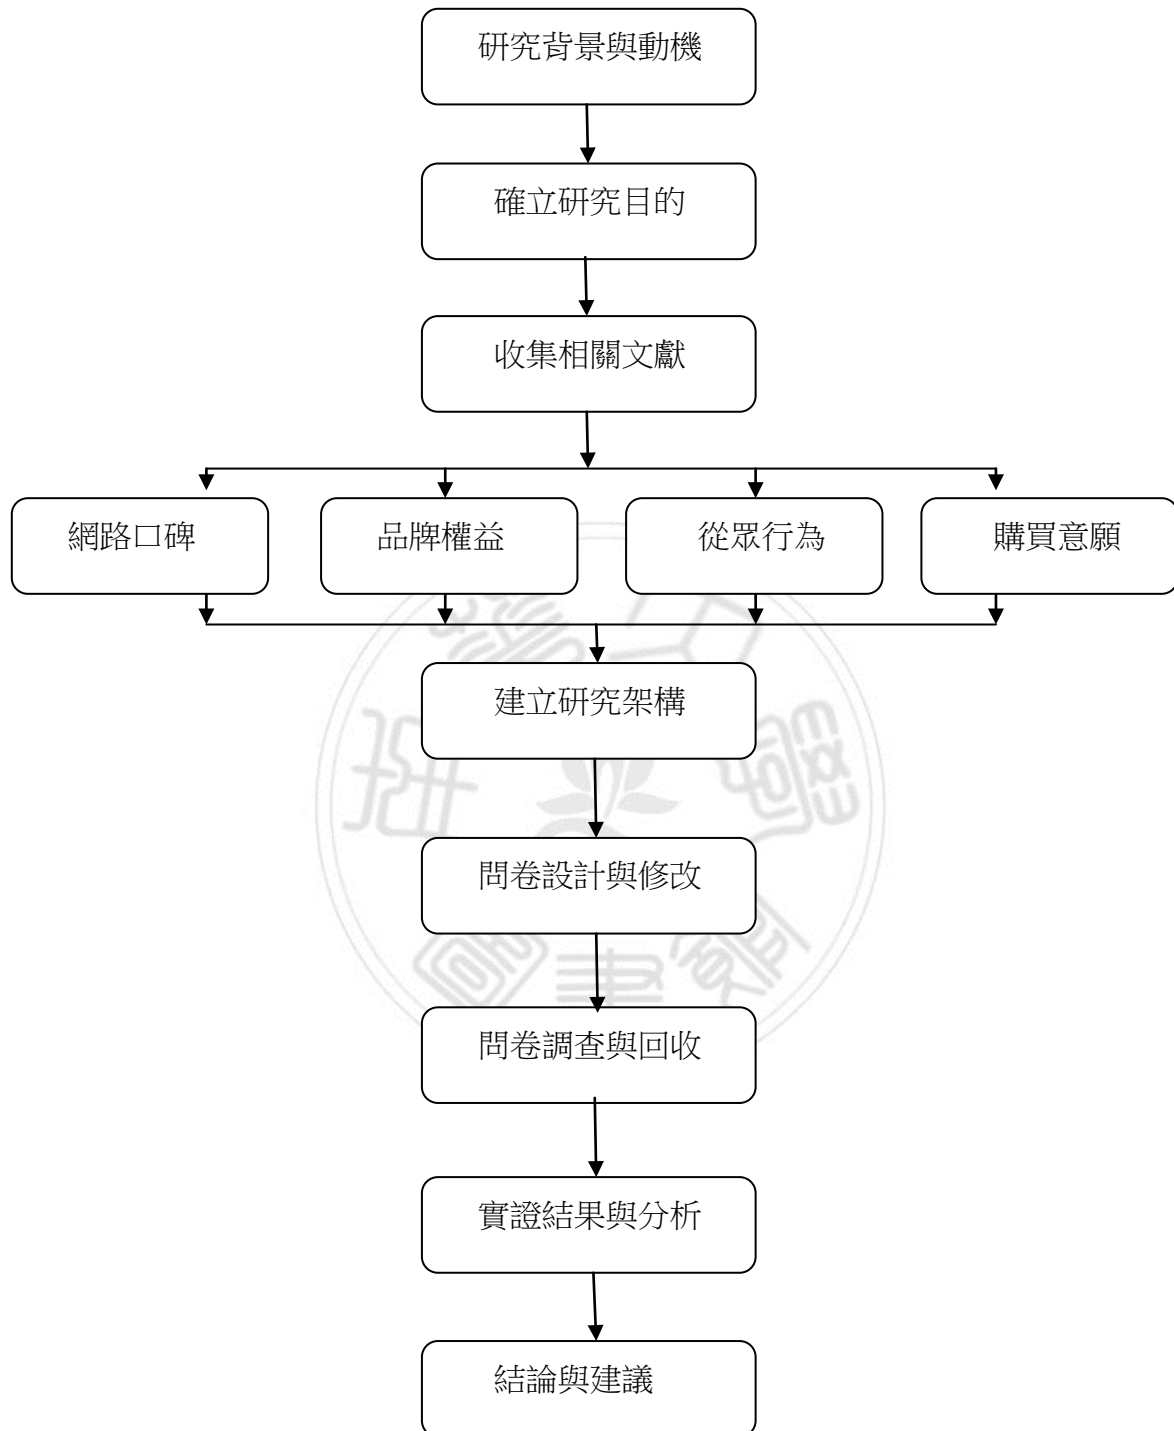 研究背景與動機
確立研究目的
收集相關文獻
網路口碑
品牌權益
從眾行為
購買意願
建立研究架構
問卷設計與修改
問卷調查與回收
實證結果與分析
結論與建議